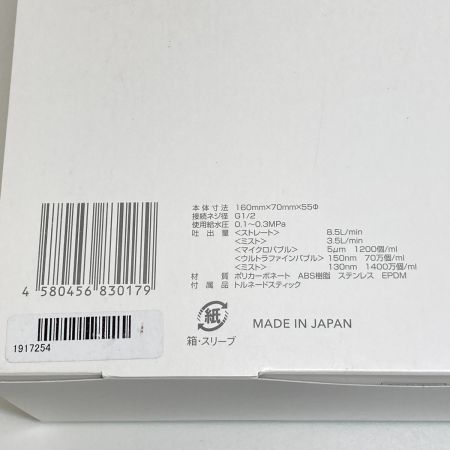 本体寸法 160mm×70mm×55Φ
接続ネジ径 G1/2
使用給水圧 0.1~0.3MPa
吐出量 <ストレート> 8.5L/min
<ミスト> 3.5L/min
<マイクロバブル> 5μm 1200個/ml
<ウルトラファインバブル> 150nm 70万個/ml
<ミスト> 130nm 1400万個/ml
材質 ポリカーボネート ABS樹脂 ステンレス EPDM
付属品 トルネードスティック
4 580456 830179
紙
箱・スリーブ
MADE IN JAPAN
1917254